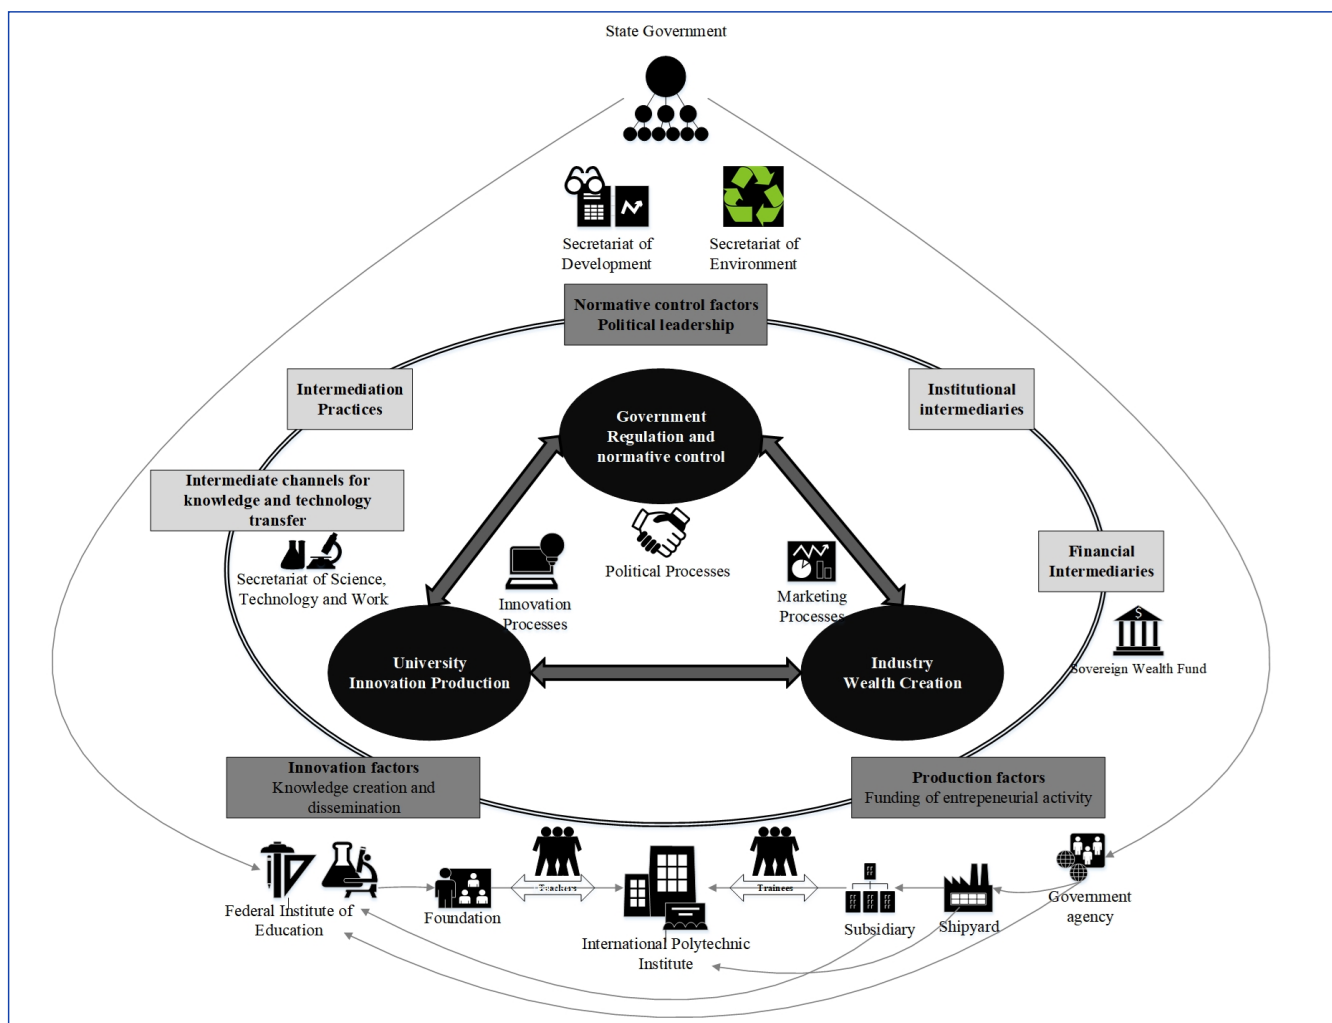 State Government
Secretariat of
Development
Secretariat of
Environment
Normative control factors
Political leadership
Intermediation
Practices
Institutional
intermediaries
Government
Regulation and
normative control
Intermediate channels for
knowledge and technology
transfer
Secretariat of Science,
Technology and Work
Innovation
Processes
Political Processes
Marketing
Processes
Financial
Intermediaries
$
Sovereign Wealth Fund
University
Innovation Production
Industry
Wealth Creation
Innovation factors
Knowledge creation and
dissemination
Production factors
Funding of entrepeneurial activity
Teachers
Trainees
Federal Institute of
Education
Foundation
International Polytechnic
Institute
Subsidiary
Shipyard
Government
agency